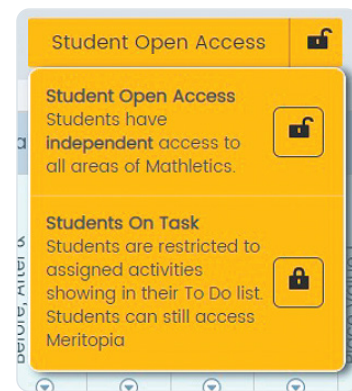 Student Open Access
Student Open Access
Students have
independent access to
all areas of Mathletics.
Students On Task
Students are restricted to
assigned activities
showing in their To Do list.
Students can still access
Meritopia